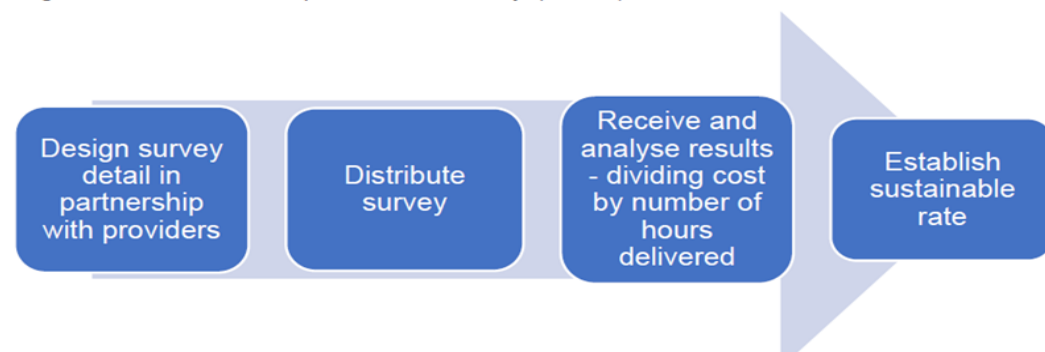 Design survey
detail in
partnership
with providers
Distribute
survey
Receive and
analyse results
- dividing cost
by number of
hours
delivered
Establish
sustainable
rate